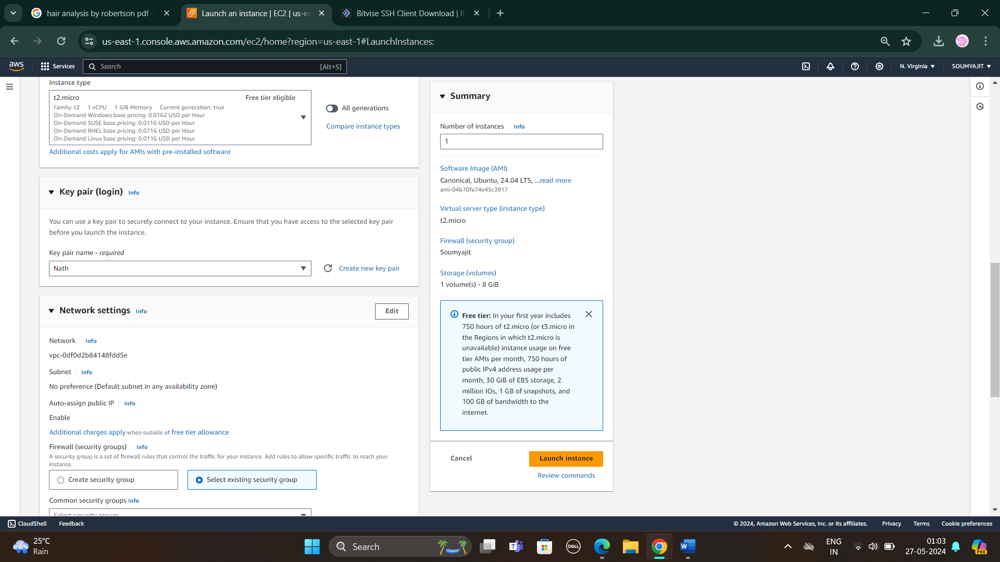 hair analysis by robertson pdf -
Launch an instance | EC2 | us-ea
Bitvise SSH Client Download | B
us-east-1.console.aws.amazon.com/ec2/home?region=us-east-1#LaunchInstances:
aws
Services
Search
[Alt+S]
N. Virginia
SOUMYAJIT
Instance type
t2.micro
Free tier eligible
Family: t2 1 vCPU 1 GiB Memory Current generation: true
On-Demand Windows base pricing: 0.0162 USD per Hour
On-Demand SUSE base pricing: 0.0116 USD per Hour
On-Demand RHEL base pricing: 0.0716 USD per Hour
On-Demand Linux base pricing: 0.0116 USD per Hour
All generations
Compare instance types
Additional costs apply for AMIs with pre-installed software
Key pair (login) Info
You can use a key pair to securely connect to your instance. Ensure that you have access to the selected key pair
before you launch the instance.
Key pair name - required
Nath
Create new key pair
Network settings Info
Edit
Network Info
vpc-0df0d2b84148fdd5e
Subnet Info
No preference (Default subnet in any availability zone)
Auto-assign public IP Info
Enable
Additional charges apply when outside of free tier allowance
Firewall (security groups) Info
A security group is a set of firewall rules that control the traffic for your instance. Add rules to allow specific traffic to reach your
instance.
Create security group
Select existing security group
Common security groups Info
Select security groups
Summary
Number of instances Info
1
Software Image (AMI)
Canonical, Ubuntu, 24.04 LTS, ...read more
ami-04b70fa74e45c3917
Virtual server type (instance type)
t2.micro
Firewall (security group)
Soumyajit
Storage (volumes)
1 volume(s) - 8 GiB
Free tier: In your first year includes
750 hours of t2.micro (or t3.micro in
the Regions in which t2.micro is
unavailable) instance usage on free
tier AMIs per month, 750 hours of
public IPv4 address usage per
month, 30 GiB of EBS storage, 2
million IOs, 1 GB of snapshots, and
100 GB of bandwidth to the
internet.
Cancel
Launch instance
Review commands
CloudShell
Feedback
© 2024, Amazon Web Services, Inc. or its affiliates.
Privacy
Terms
Cookie preferences
25°C
Rain
Search
DELL
W
PRE
ENG
IN
01:03
27-05-2024